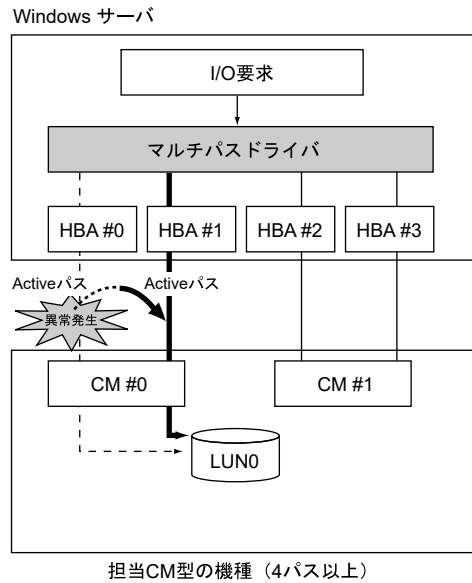 Windows サーバ
I/O要求
マルチパスドライバ
HBA #0
HBA #1
HBA #2
HBA #3
Activeパス
Activeパス
異常発生
CM #0
CM #1
LUN0
担当CM型の機種（4パス以上）